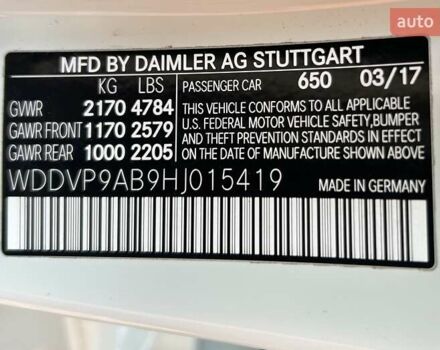 auto
MFD BY DAIMLER AG STUTTGART
KG LBS PASSENGER CAR 650 03/17
GVWR 2170 4784
GAWR FRONT 1170 2579
GAWR REAR 1000 2205
THIS VEHICLE CONFORMS TO ALL APPLICABLE
U.S. FEDERAL MOTOR VEHICLE SAFETY, BUMPER
AND THEFT PREVENTION STANDARDS IN EFFECT
ON THE DATE OF MANUFACTURE SHOWN ABOVE.
WDDVP9AB9HJ015419 MADE IN GERMANY